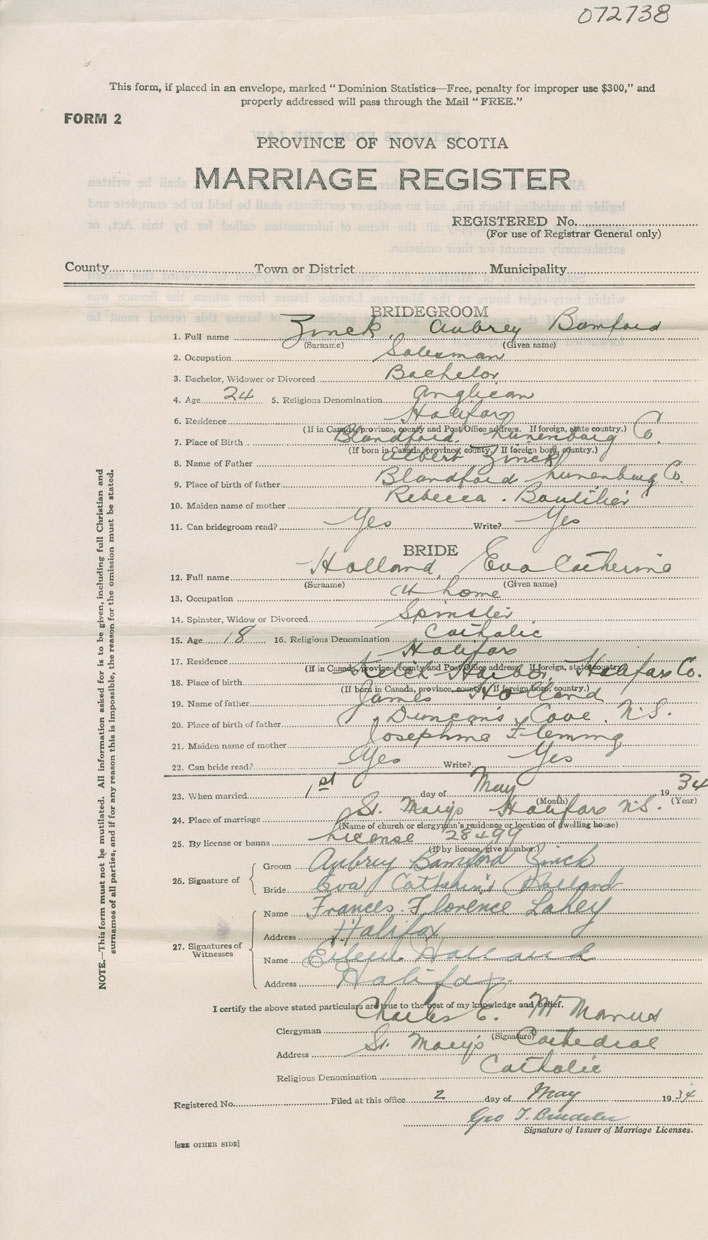 072738
This form, if placed in an envelope, marked "Dominion Statistics—Free, penalty for improper use $300," and
properly addressed will pass through the Mail "FREE."
FORM 2
PROVINCE OF NOVA SCOTIA
MARRIAGE REGISTER
REGISTERED No.
(For use of Registrar General only)
County Town or District Municipality
BRIDEGROOM
1. Full name Zinck, Aubrey Bamford
(Surname) (Given name)
2. Occupation Salesman
3. Bachelor, Widower or Divorced Bachelor
4. Age 24 5. Religious Denomination Anglican
6. Residence Halifax
(If in Canada, province, county and Post Office address. If foreign, state country.)
7. Place of Birth Blandford Lunenburg Co.
(If born in Canada, province, county. If foreign born, country.)
8. Name of Father Albert Zinck
9. Place of birth of father Blandford Lunenburg Co.
10. Maiden name of mother Rebecca Boutilier
11. Can bridegroom read? Yes Write? Yes
BRIDE
12. Full name Holland, Eva Catherine
(Surname) (Given name)
13. Occupation at home
14. Spinster, Widow or Divorced Spinster
15. Age 18 16. Religious Denomination Catholic
17. Residence Halifax
(If in Canada, province, county and Post Office address. If foreign, state country.)
18. Place of birth Ketch Harbor Halifax Co.
(If born in Canada, province, county. If foreign born, country.)
19. Name of father James Holland
20. Place of birth of father Duncan's Cove. N.S.
21. Maiden name of mother Josephine Fleming
22. Can bride read? Yes Write? Yes
23. When married 1st day of May 1934
(Month) (Year)
24. Place of marriage St. Mary's Halifax N.S.
(Name of church or clergyman's residence or location of dwelling house)
25. By license or banns License 28499
(If by licence, give number)
26. Signature of Groom Aubrey Bamford Zinck
Bride Eva Catherine Holland
27. Signatures of Witnesses Name Frances Florence Lahey
Address Halifax
Name Eileen
Address Halifax
I certify the above stated particulars are true to the best of my knowledge and belief.
Clergyman Charles E. McManus
(Signature)
Address St. Mary's Cathedral
Religious Denomination Catholic
Registered No. Filed at this office 2 day of May 1934
Geo T.
Signature of Issuer of Marriage Licenses.
[SEE OTHER SIDE]
NOTE.—This form must not be mutilated. All information asked for is to be given, including full Christian and
surnames of all parties, and if for any reason this is impossible, the reason for the omission must be stated.